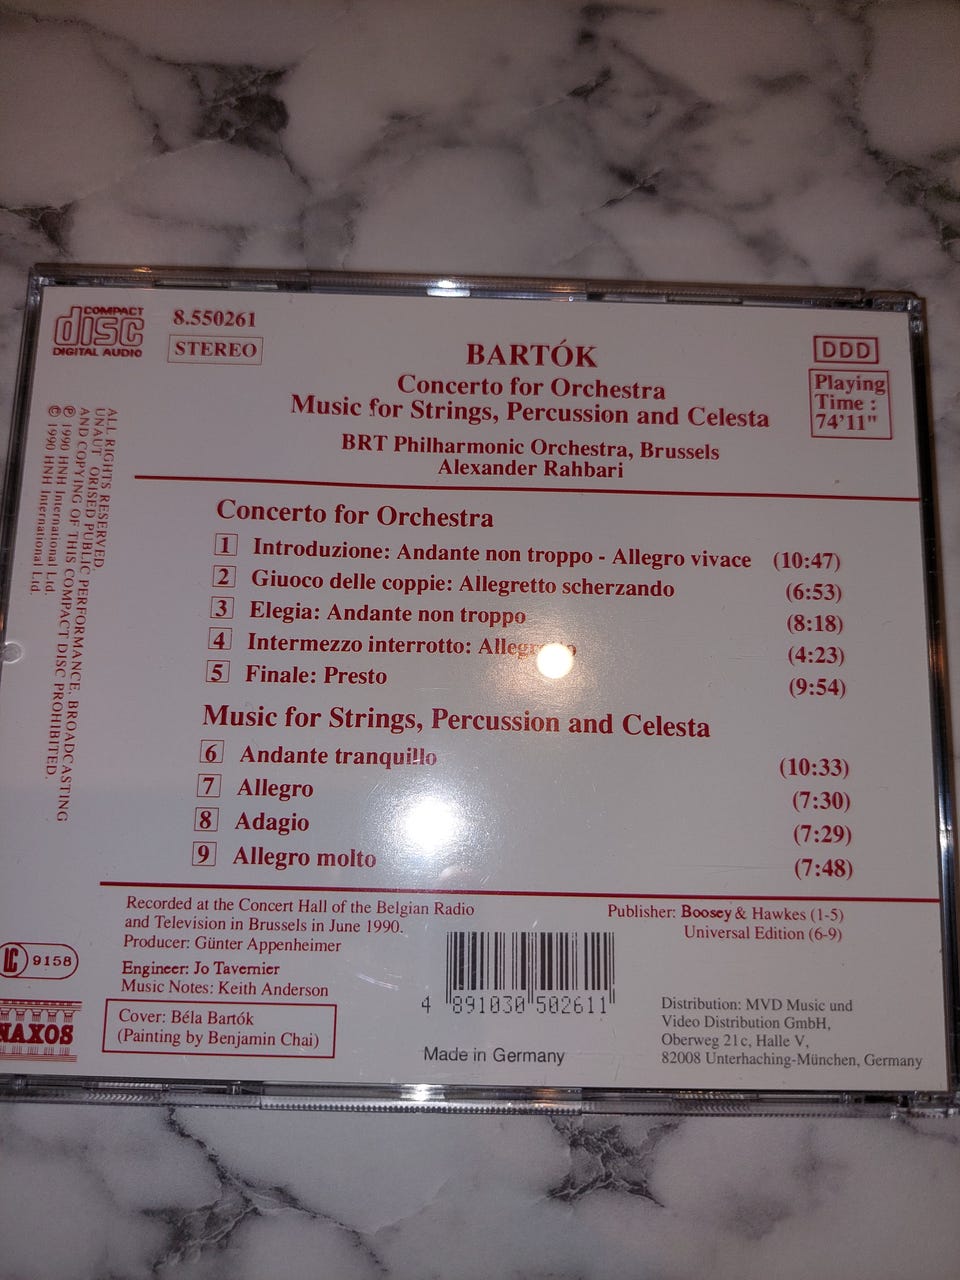 COMPACT
disc
DIGITAL AUDIO
8.550261
STEREO
BARTÓK
Concerto for Orchestra
Music for Strings, Percussion and Celesta
BRT Philharmonic Orchestra, Brussels
Alexander Rahbari
DDD
Playing
Time :
74'11"
ALL RIGHTS RESERVED.
UNAUT ORISED PUBLIC PERFORMANCE, BROADCASTING
AND COPYING OF THIS COMPACT DISC PROHIBITED.
℗ 1990 HNH International Ltd.
© 1990 HNH International Ltd.
Concerto for Orchestra
1 Introduzione: Andante non troppo - Allegro vivace (10:47)
2 Giuoco delle coppie: Allegretto scherzando (6:53)
3 Elegia: Andante non troppo (8:18)
4 Intermezzo interrotto: (4:23)
5 Finale: Presto (9:54)
Music for Strings, Percussion and Celesta
6 Andante tranquillo (10:33)
7 Allegro (7:30)
8 Adagio (7:29)
9 Allegro molto (7:48)
Recorded at the Concert Hall of the Belgian Radio
and Television in Brussels in June 1990.
Producer: Günter Appenheimer
Engineer: Jo Tavernier
Music Notes: Keith Anderson
Cover: Béla Bartók
(Painting by Benjamin Chai)
LC 9158
NAXOS
4 891030 502611
Made in Germany
Publisher: Boosey & Hawkes (1-5)
Universal Edition (6-9)
Distribution: MVD Music und
Video Distribution GmbH,
Oberweg 21c, Halle V,
82008 Unterhaching-München, Germany